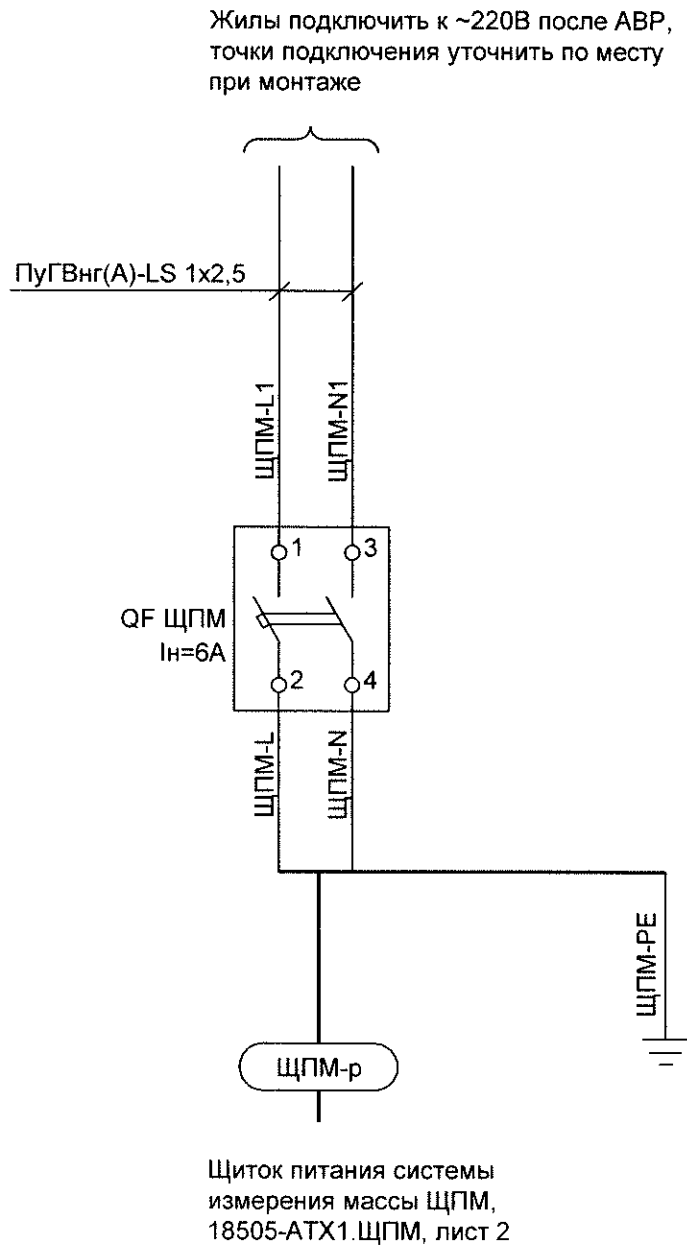 Жилы подключить к ~220В после АВР,
точки подключения уточнить по месту
при монтаже
ПуГВнг(А)-LS 1х2,5
ЩПМ-L1
ЩПМ-N1
1
3
QF ЩПМ
Iн=6А
2
4
ЩПМ-L
ЩПМ-N
ЩПМ-PE
ЩПМ-р
Щиток питания системы
измерения массы ЩПМ,
18505-АТХ1.ЩПМ, лист 2